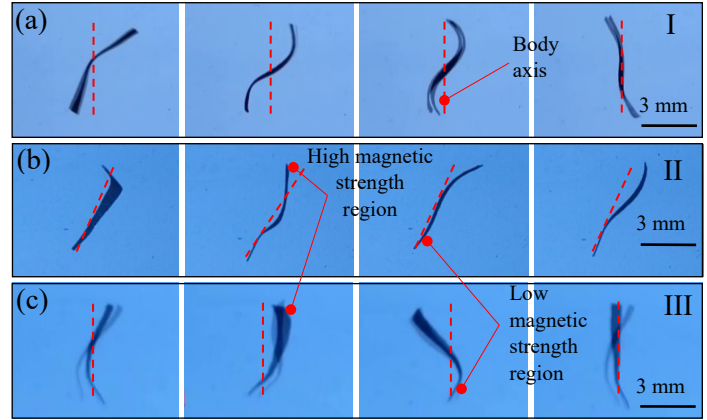 (a)
I
Body
axis
3 mm
(b)
II
High magnetic
strength
region
3 mm
(c)
III
Low
magnetic
strength
region
3 mm